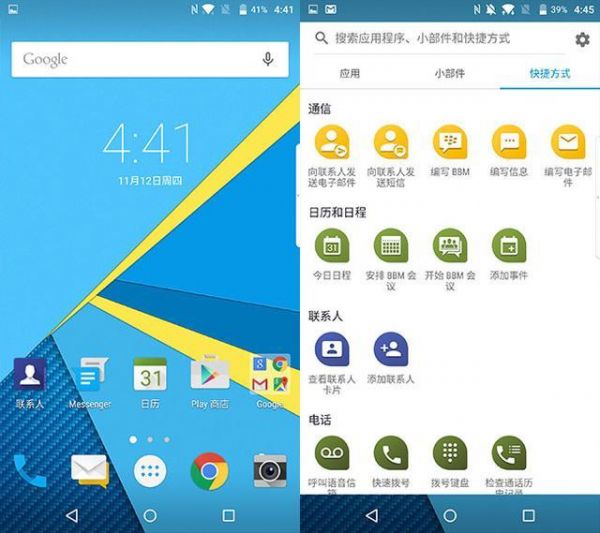 N 41% 4:41
Google
4:41
11月12日周四
31
联系人
Messenger
日历
Play 商店
Google
N 39% 4:45
搜索应用程序、小部件和快捷方式
应用
小部件
快捷方式
通信
向联系人发
送电子邮件
向联系人发
送短信
编写 BBM
编写信息
编写电子邮
件
日历和日程
31
今日日程
安排 BBM 会
议
开始 BBM 会
议
添加事件
联系人
查看联系人
卡片
添加联系人
电话
呼叫语音信
箱
快速拨号
拨号键盘
检查通话历
史记录